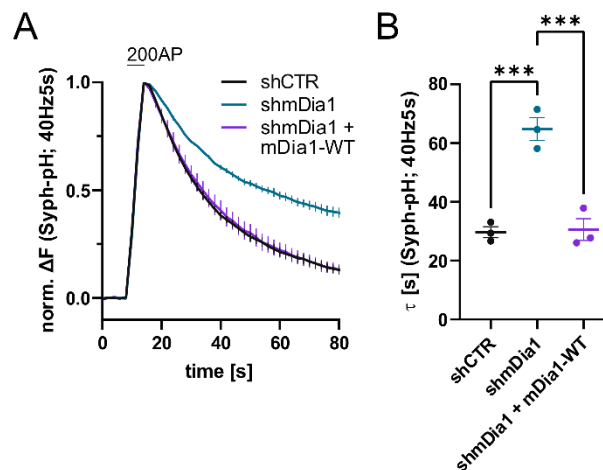 A
200AP
norm. ΔF (Syph-pH; 40Hz5s)
1.0
0.5
0.0
0
20
40
60
80
time [s]
shCTR
shmDia1
shmDia1 +
mDia1-WT
B
***
***
τ [s] (Syph-pH; 40Hz5s)
80
60
40
20
0
shCTR
shmDia1
shmDia1 + mDia1-WT